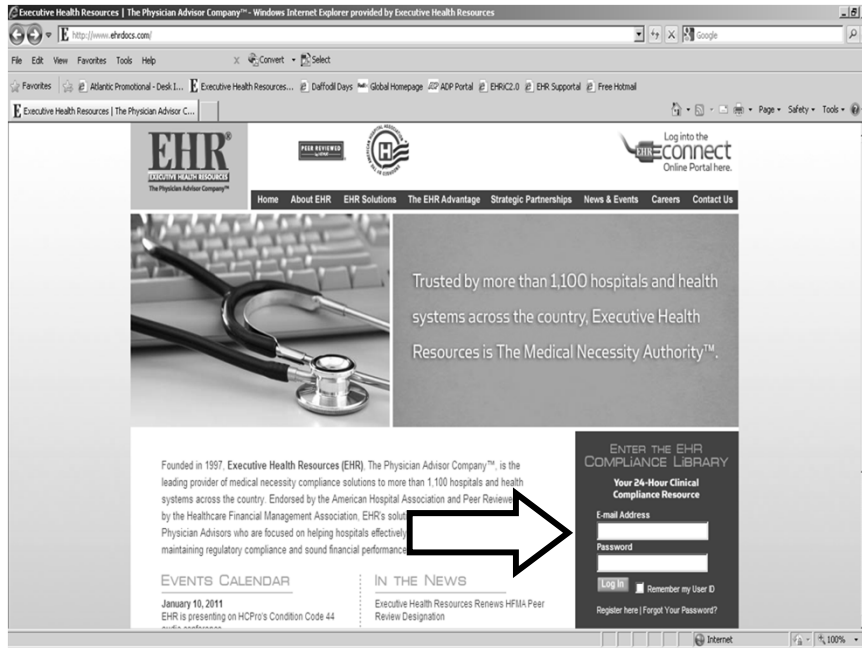 Executive Health Resources | The Physician Advisor Company™ - Windows Internet Explorer provided by Executive Health Resources
http://www.ehrdocs.com/
Google
File Edit View Favorites Tools Help
x Convert Select
Favorites Atlantic Promotional - Desk I... Executive Health Resources... Daffodil Days Global Homepage ADP Portal EHRiC2.0 EHR Supportal Free Hotmail
Executive Health Resources | The Physician Advisor C...
Page Safety Tools
EHR®
EXECUTIVE HEALTH RESOURCES
The Physician Advisor Company™
PEER REVIEWED
H
Log into the
EHR CONNECT
Online Portal here.
Home About EHR EHR Solutions The EHR Advantage Strategic Partnerships News & Events Careers Contact Us
Trusted by more than 1,100 hospitals and health
systems across the country, Executive Health
Resources is The Medical Necessity Authority™.
Founded in 1997, Executive Health Resources (EHR), The Physician Advisor Company™, is the
leading provider of medical necessity compliance solutions to more than 1,100 hospitals and health
systems across the country. Endorsed by the American Hospital Association and Peer Reviewe
by the Healthcare Financial Management Association, EHR's solut
Physician Advisors who are focused on helping hospitals effectively
maintaining regulatory compliance and sound financial performance
ENTER THE EHR
COMPLIANCE LIBRARY
Your 24-Hour Clinical
Compliance Resource
E-mail Address
Password
Log In Remember my User ID
Register here | Forgot Your Password?
EVENTS CALENDAR
January 10, 2011
EHR is presenting on HCPro's Condition Code 44
audio conference
IN THE NEWS
Executive Health Resources Renews HFMA Peer
Review Designation
Internet
100%